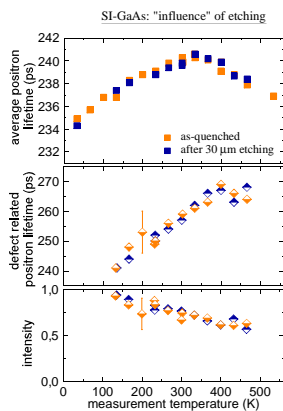 SI-GaAs: "influence" of etching
average positron
lifetime (ps)
242
240
238
236
234
232
as-quenched
after 30 μm etching
defect related
positron lifetime (ps)
270
260
250
240
intensity
1,0
0,5
0,0
0 100 200 300 400 500
measurement temperature (K)